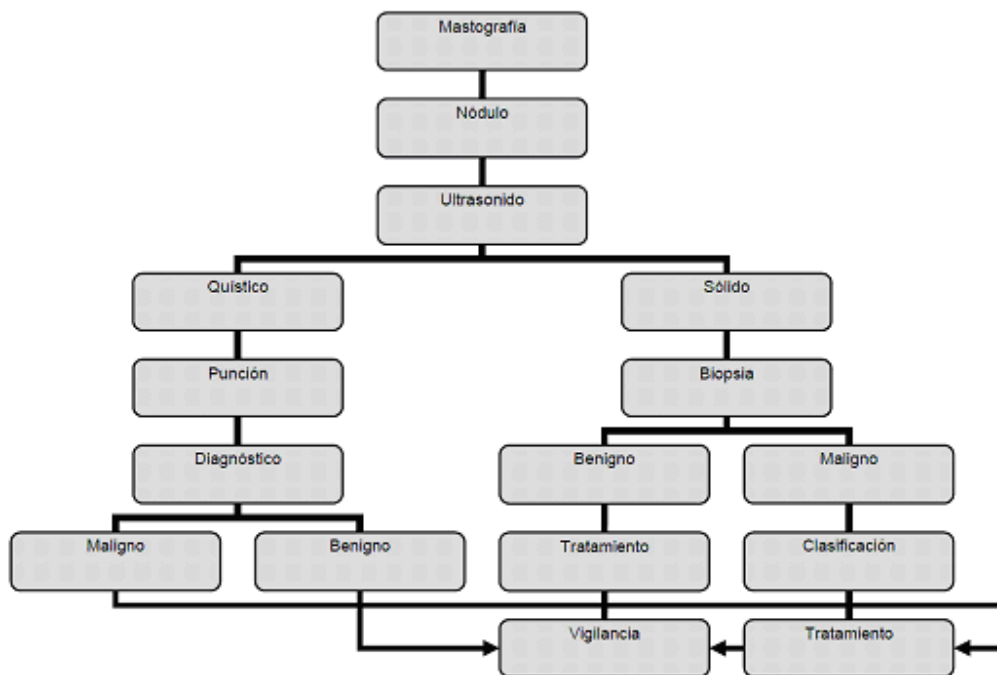 Mastografía
Nódulo
Ultrasonido
Quístico
Sólido
Punción
Biopsia
Diagnóstico
Benigno
Maligno
Maligno
Benigno
Tratamiento
Clasificación
Vigilancia
Tratamiento